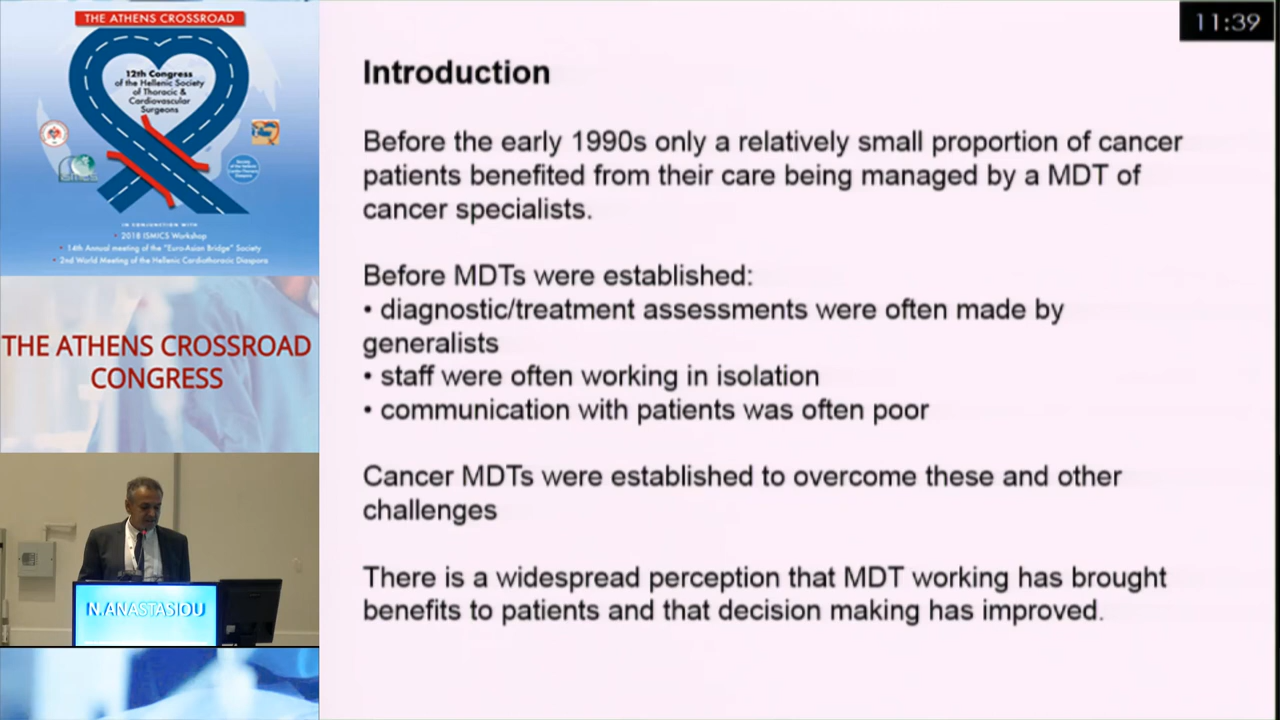 THE ATHENS CROSSROAD
12th Congress
of the Hellenic Society
of Thoracic &
Cardiovascular
Surgeons
ISMICS
IN CONJUNCTION WITH
• 2018 ISMICS Workshop
• 14th Annual meeting of the "Euro-Asian Bridge" Society
• 2nd World Meeting of the Hellenic Cardiothoracic Diaspora
THE ATHENS CROSSROAD
CONGRESS
N.ANASTASIOU
11:39
Introduction
Before the early 1990s only a relatively small proportion of cancer
patients benefited from their care being managed by a MDT of
cancer specialists.
Before MDTs were established:
• diagnostic/treatment assessments were often made by
generalists
• staff were often working in isolation
• communication with patients was often poor
Cancer MDTs were established to overcome these and other
challenges
There is a widespread perception that MDT working has brought
benefits to patients and that decision making has improved.